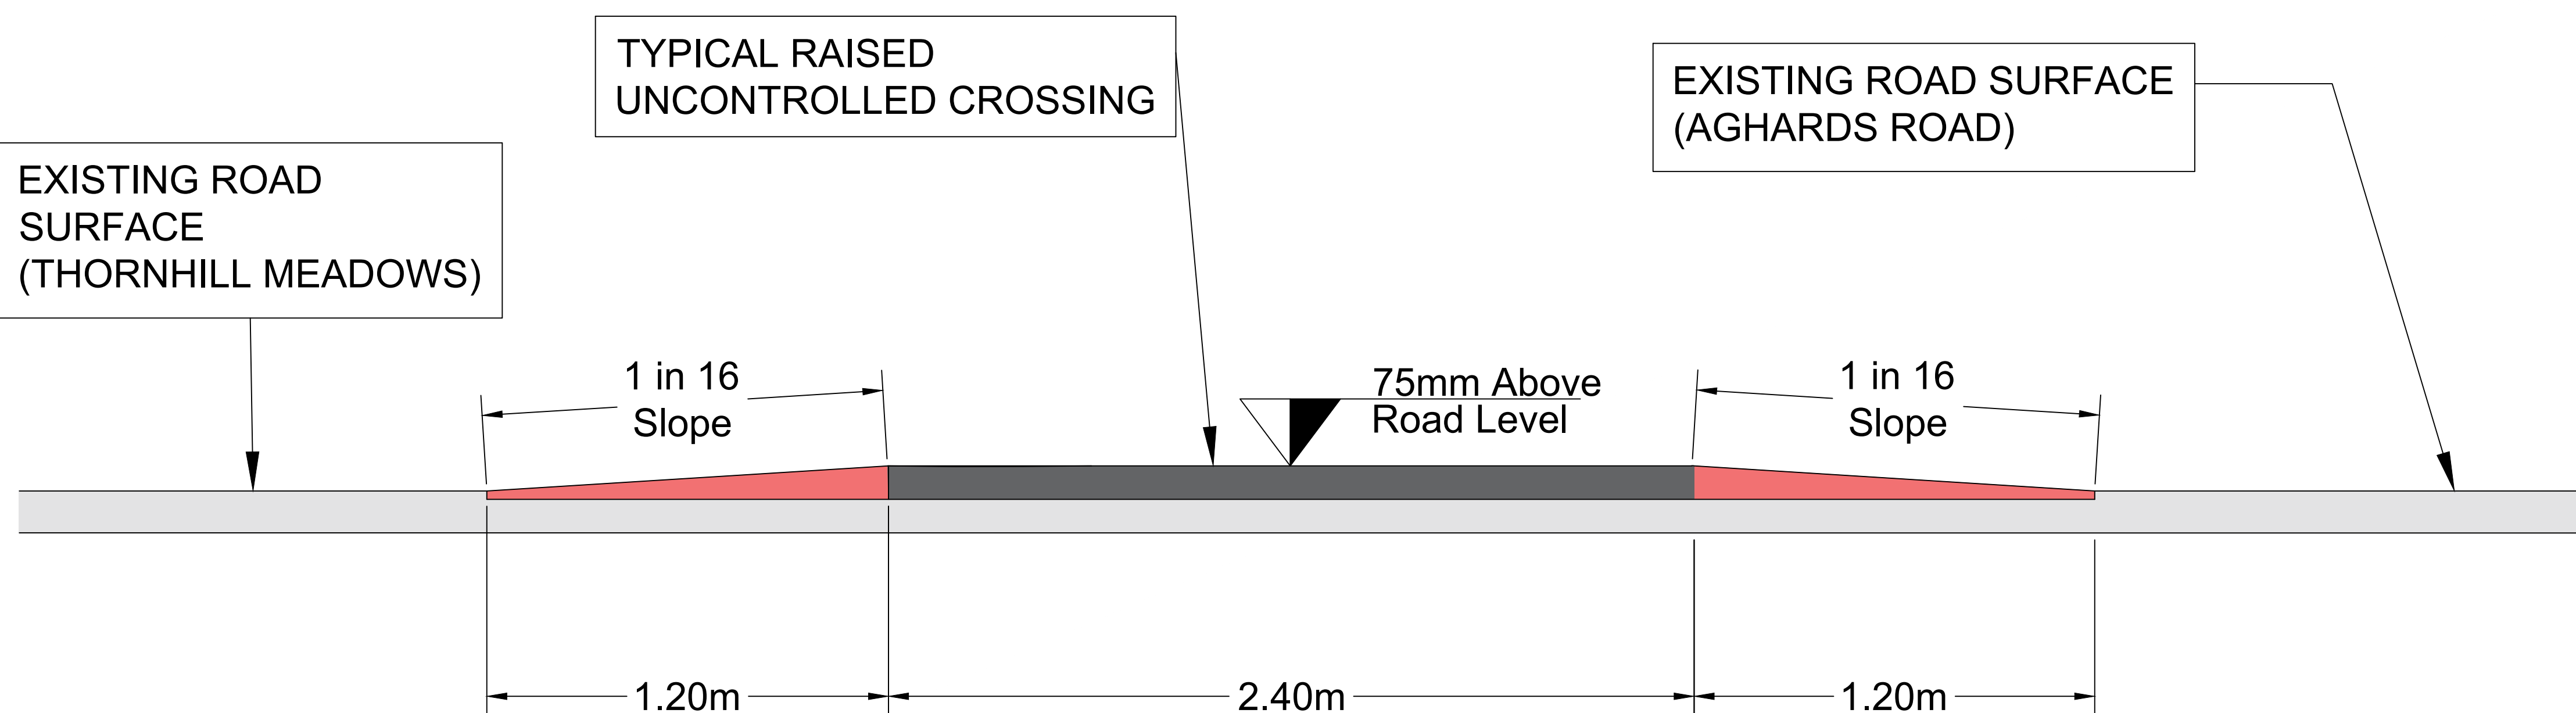 TYPICAL RAISED
UNCONTROLLED CROSSING
EXISTING ROAD SURFACE
(AGHARDS ROAD)
EXISTING ROAD
SURFACE
(THORNHILL MEADOWS)
1 in 16
Slope
75mm Above
Road Level
1 in 16
Slope
1.20m
2.40m
1.20m